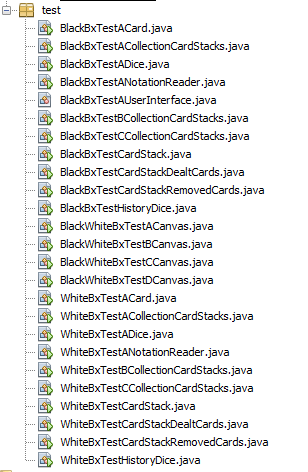 test
BlackBxTestACard.java
BlackBxTestACollectionCardStacks.java
BlackBxTestADice.java
BlackBxTestANotationReader.java
BlackBxTestAUserInterface.java
BlackBxTestBCollectionCardStacks.java
BlackBxTestCCollectionCardStacks.java
BlackBxTestCardStack.java
BlackBxTestCardStackDealtCards.java
BlackBxTestCardStackRemovedCards.java
BlackBxTestHistoryDice.java
BlackWhiteBxTestACanvas.java
BlackWhiteBxTestBCanvas.java
BlackWhiteBxTestCCanvas.java
BlackWhiteBxTestDCanvas.java
WhiteBxTestACard.java
WhiteBxTestACollectionCardStacks.java
WhiteBxTestADice.java
WhiteBxTestANotationReader.java
WhiteBxTestBCollectionCardStacks.java
WhiteBxTestCCollectionCardStacks.java
WhiteBxTestCardStack.java
WhiteBxTestCardStackDealtCards.java
WhiteBxTestCardStackRemovedCards.java
WhiteBxTestHistoryDice.java